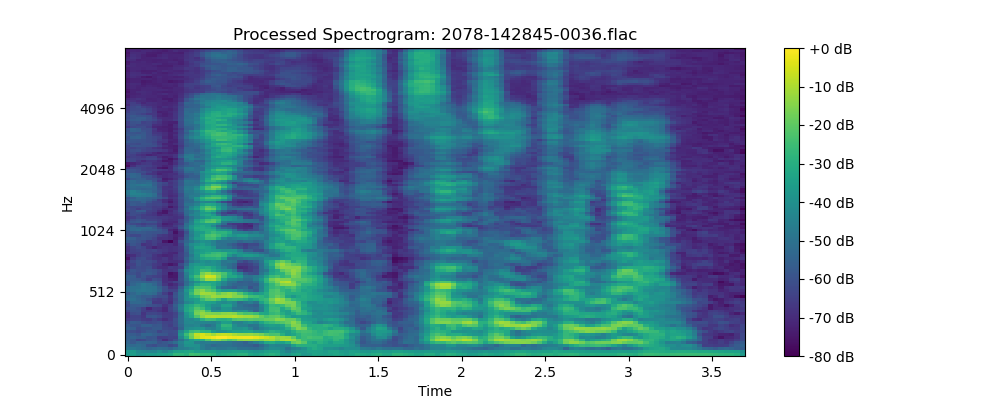 Processed Spectrogram: 2078-142845-0036.flac
Hz
4096
2048
1024
512
0
0 0.5 1 1.5 2 2.5 3 3.5
Time
+0 dB
-10 dB
-20 dB
-30 dB
-40 dB
-50 dB
-60 dB
-70 dB
-80 dB